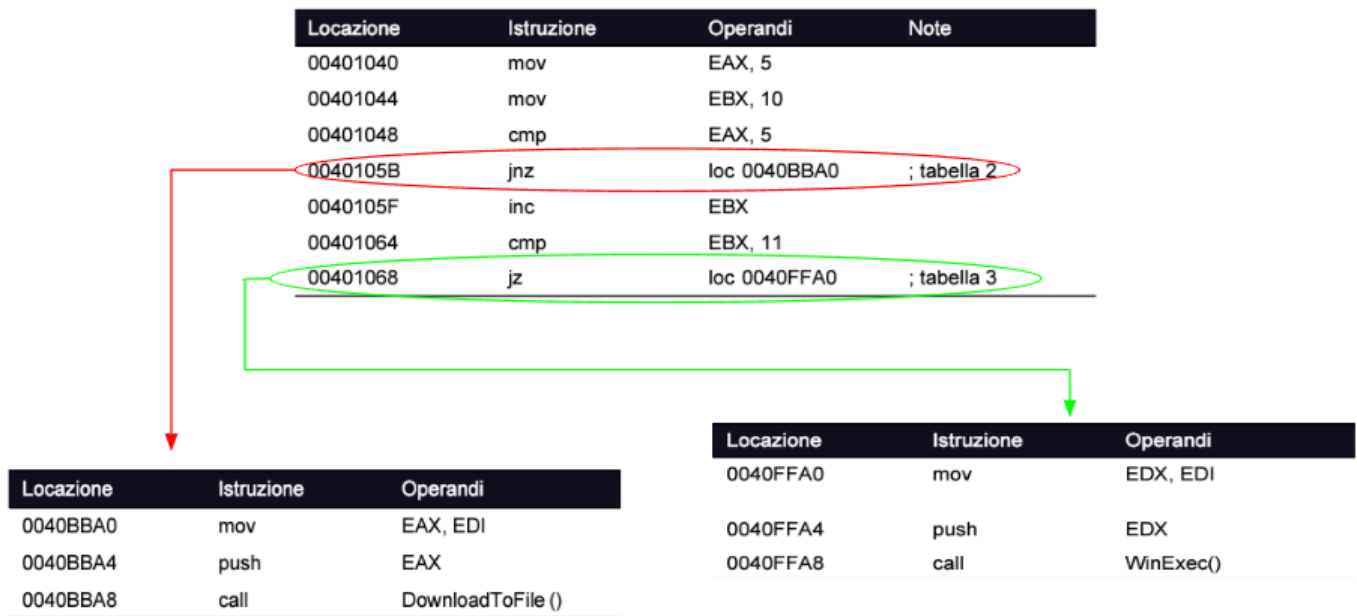 Locazione Istruzione Operandi Note
00401040 mov EAX, 5
00401044 mov EBX, 10
00401048 cmp EAX, 5
0040105B jnz loc 0040BBA0 ; tabella 2
0040105F inc EBX
00401064 cmp EBX, 11
00401068 jz loc 0040FFA0 ; tabella 3
Locazione Istruzione Operandi
0040BBA0 mov EAX, EDI
0040BBA4 push EAX
0040BBA8 call DownloadToFile ()
Locazione Istruzione Operandi
0040FFA0 mov EDX, EDI
0040FFA4 push EDX
0040FFA8 call WinExec()